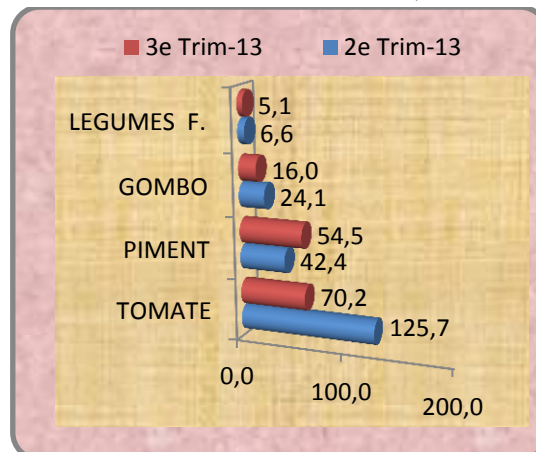 3e Trim-13 2e Trim-13
LEGUMES F. 5,1
6,6
GOMBO 16,0
24,1
PIMENT 54,5
42,4
TOMATE 70,2
125,7
0,0 100,0 200,0